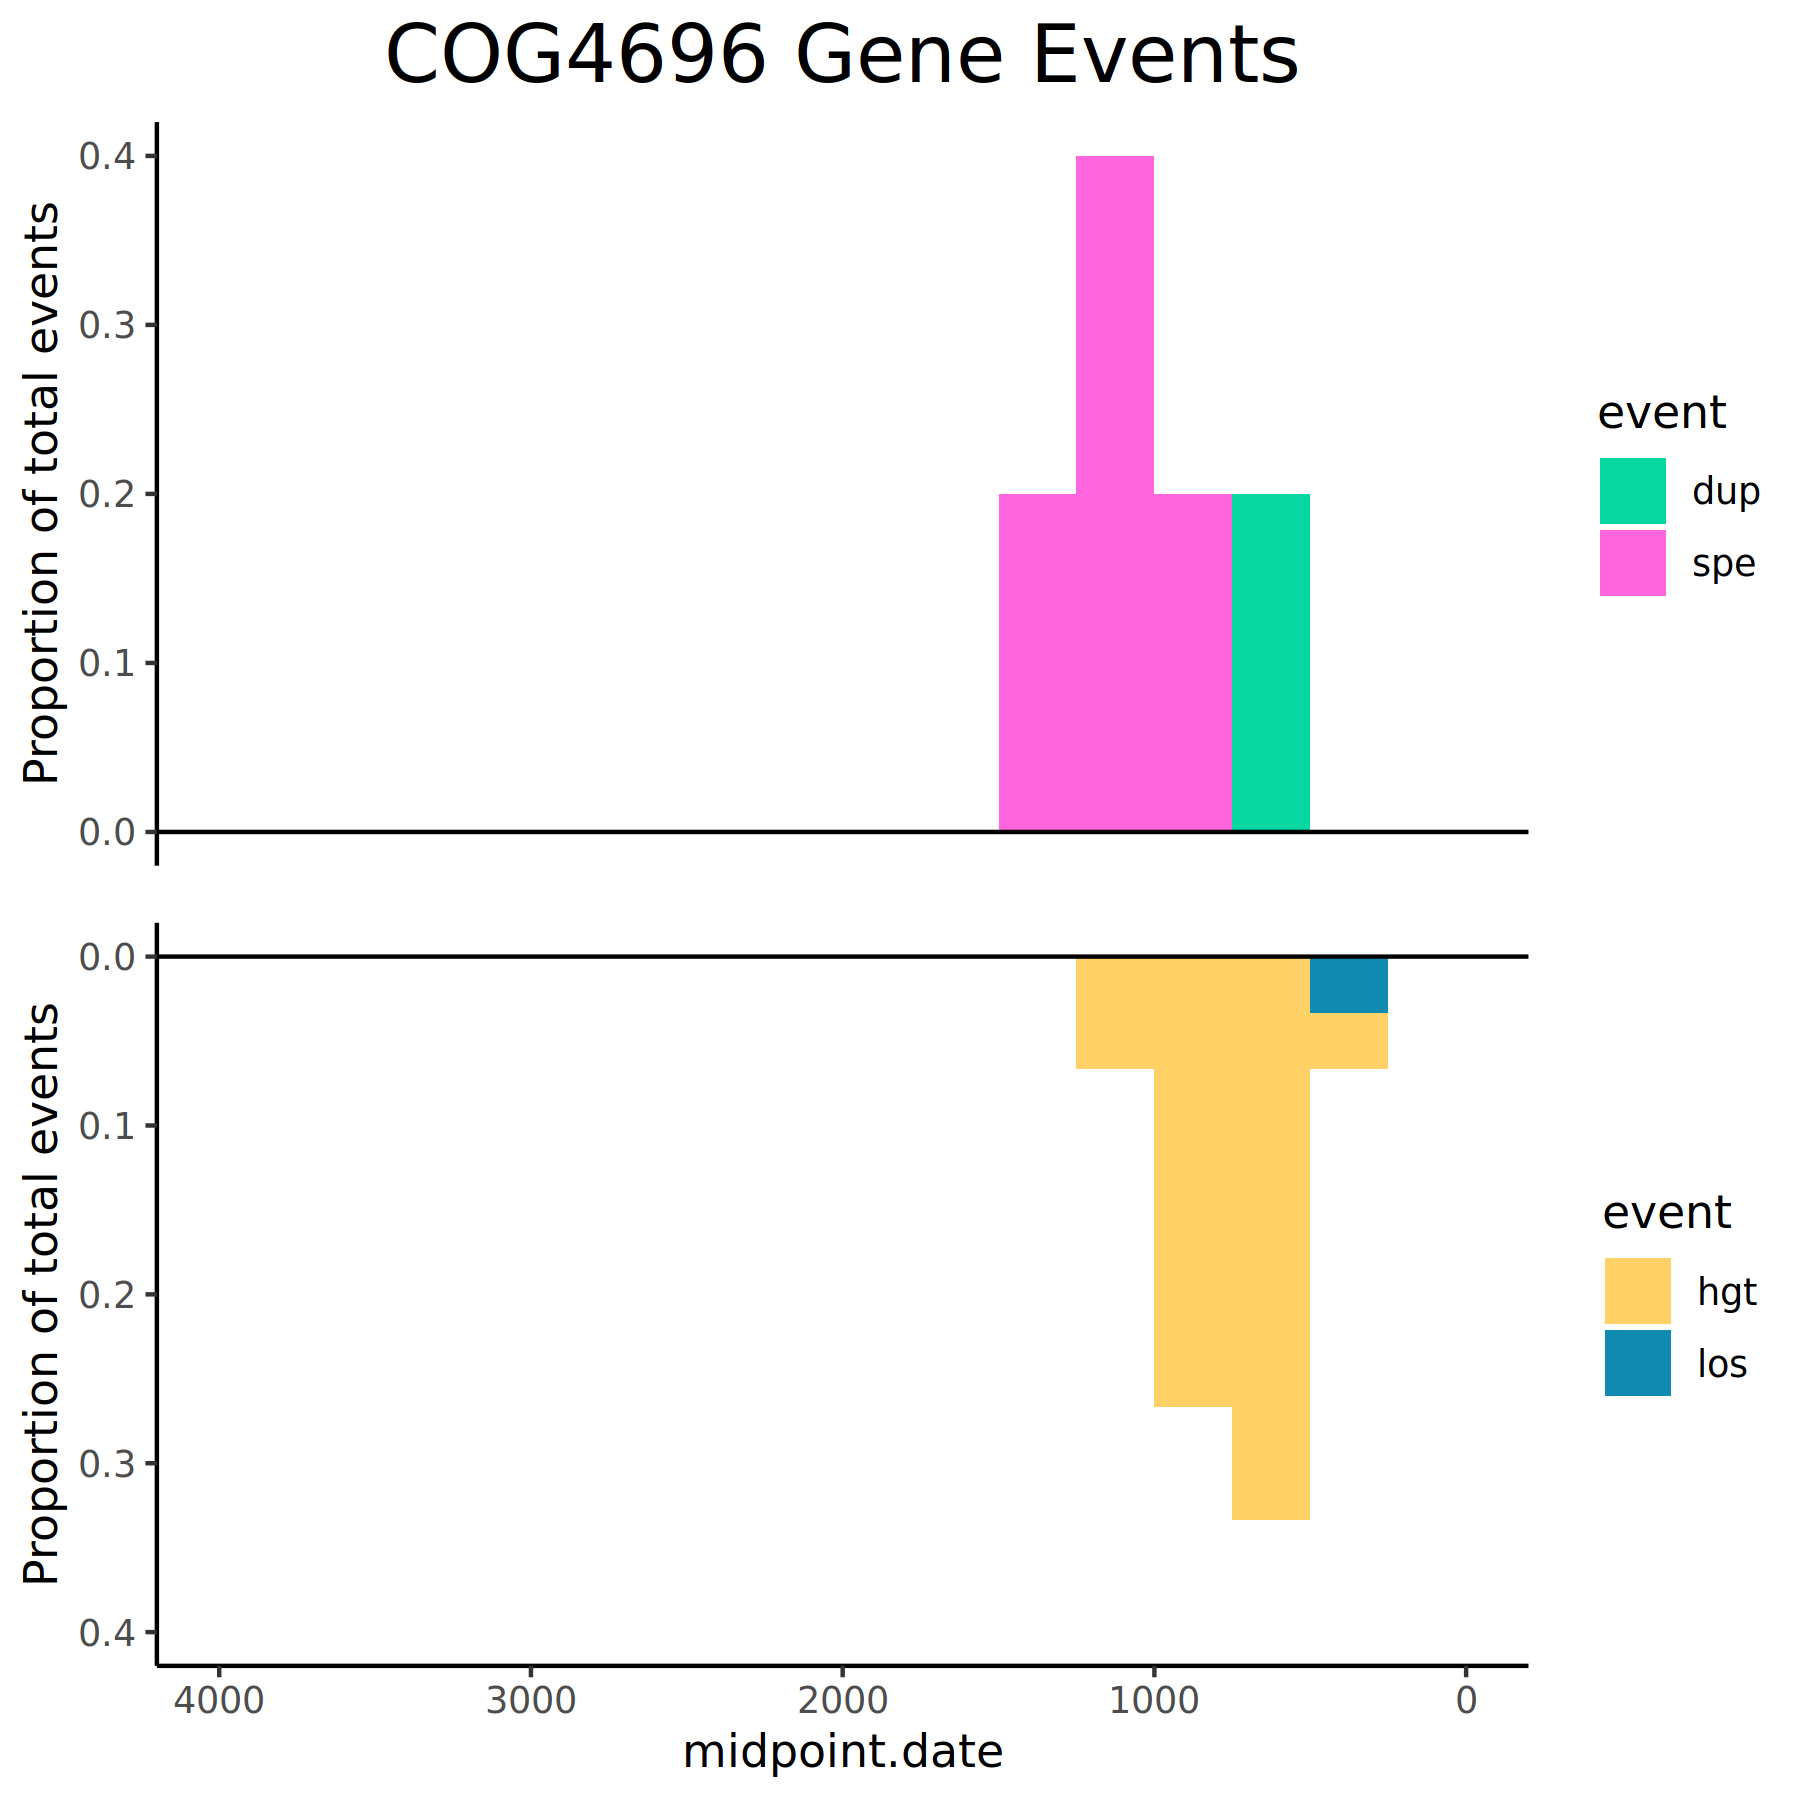 COG4696 Gene Events
Proportion of total events
0.4
0.3
0.2
0.1
0.0
event
dup
spe
Proportion of total events
0.0
0.1
0.2
0.3
0.4
event
hgt
los
4000 3000 2000 1000 0
midpoint.date